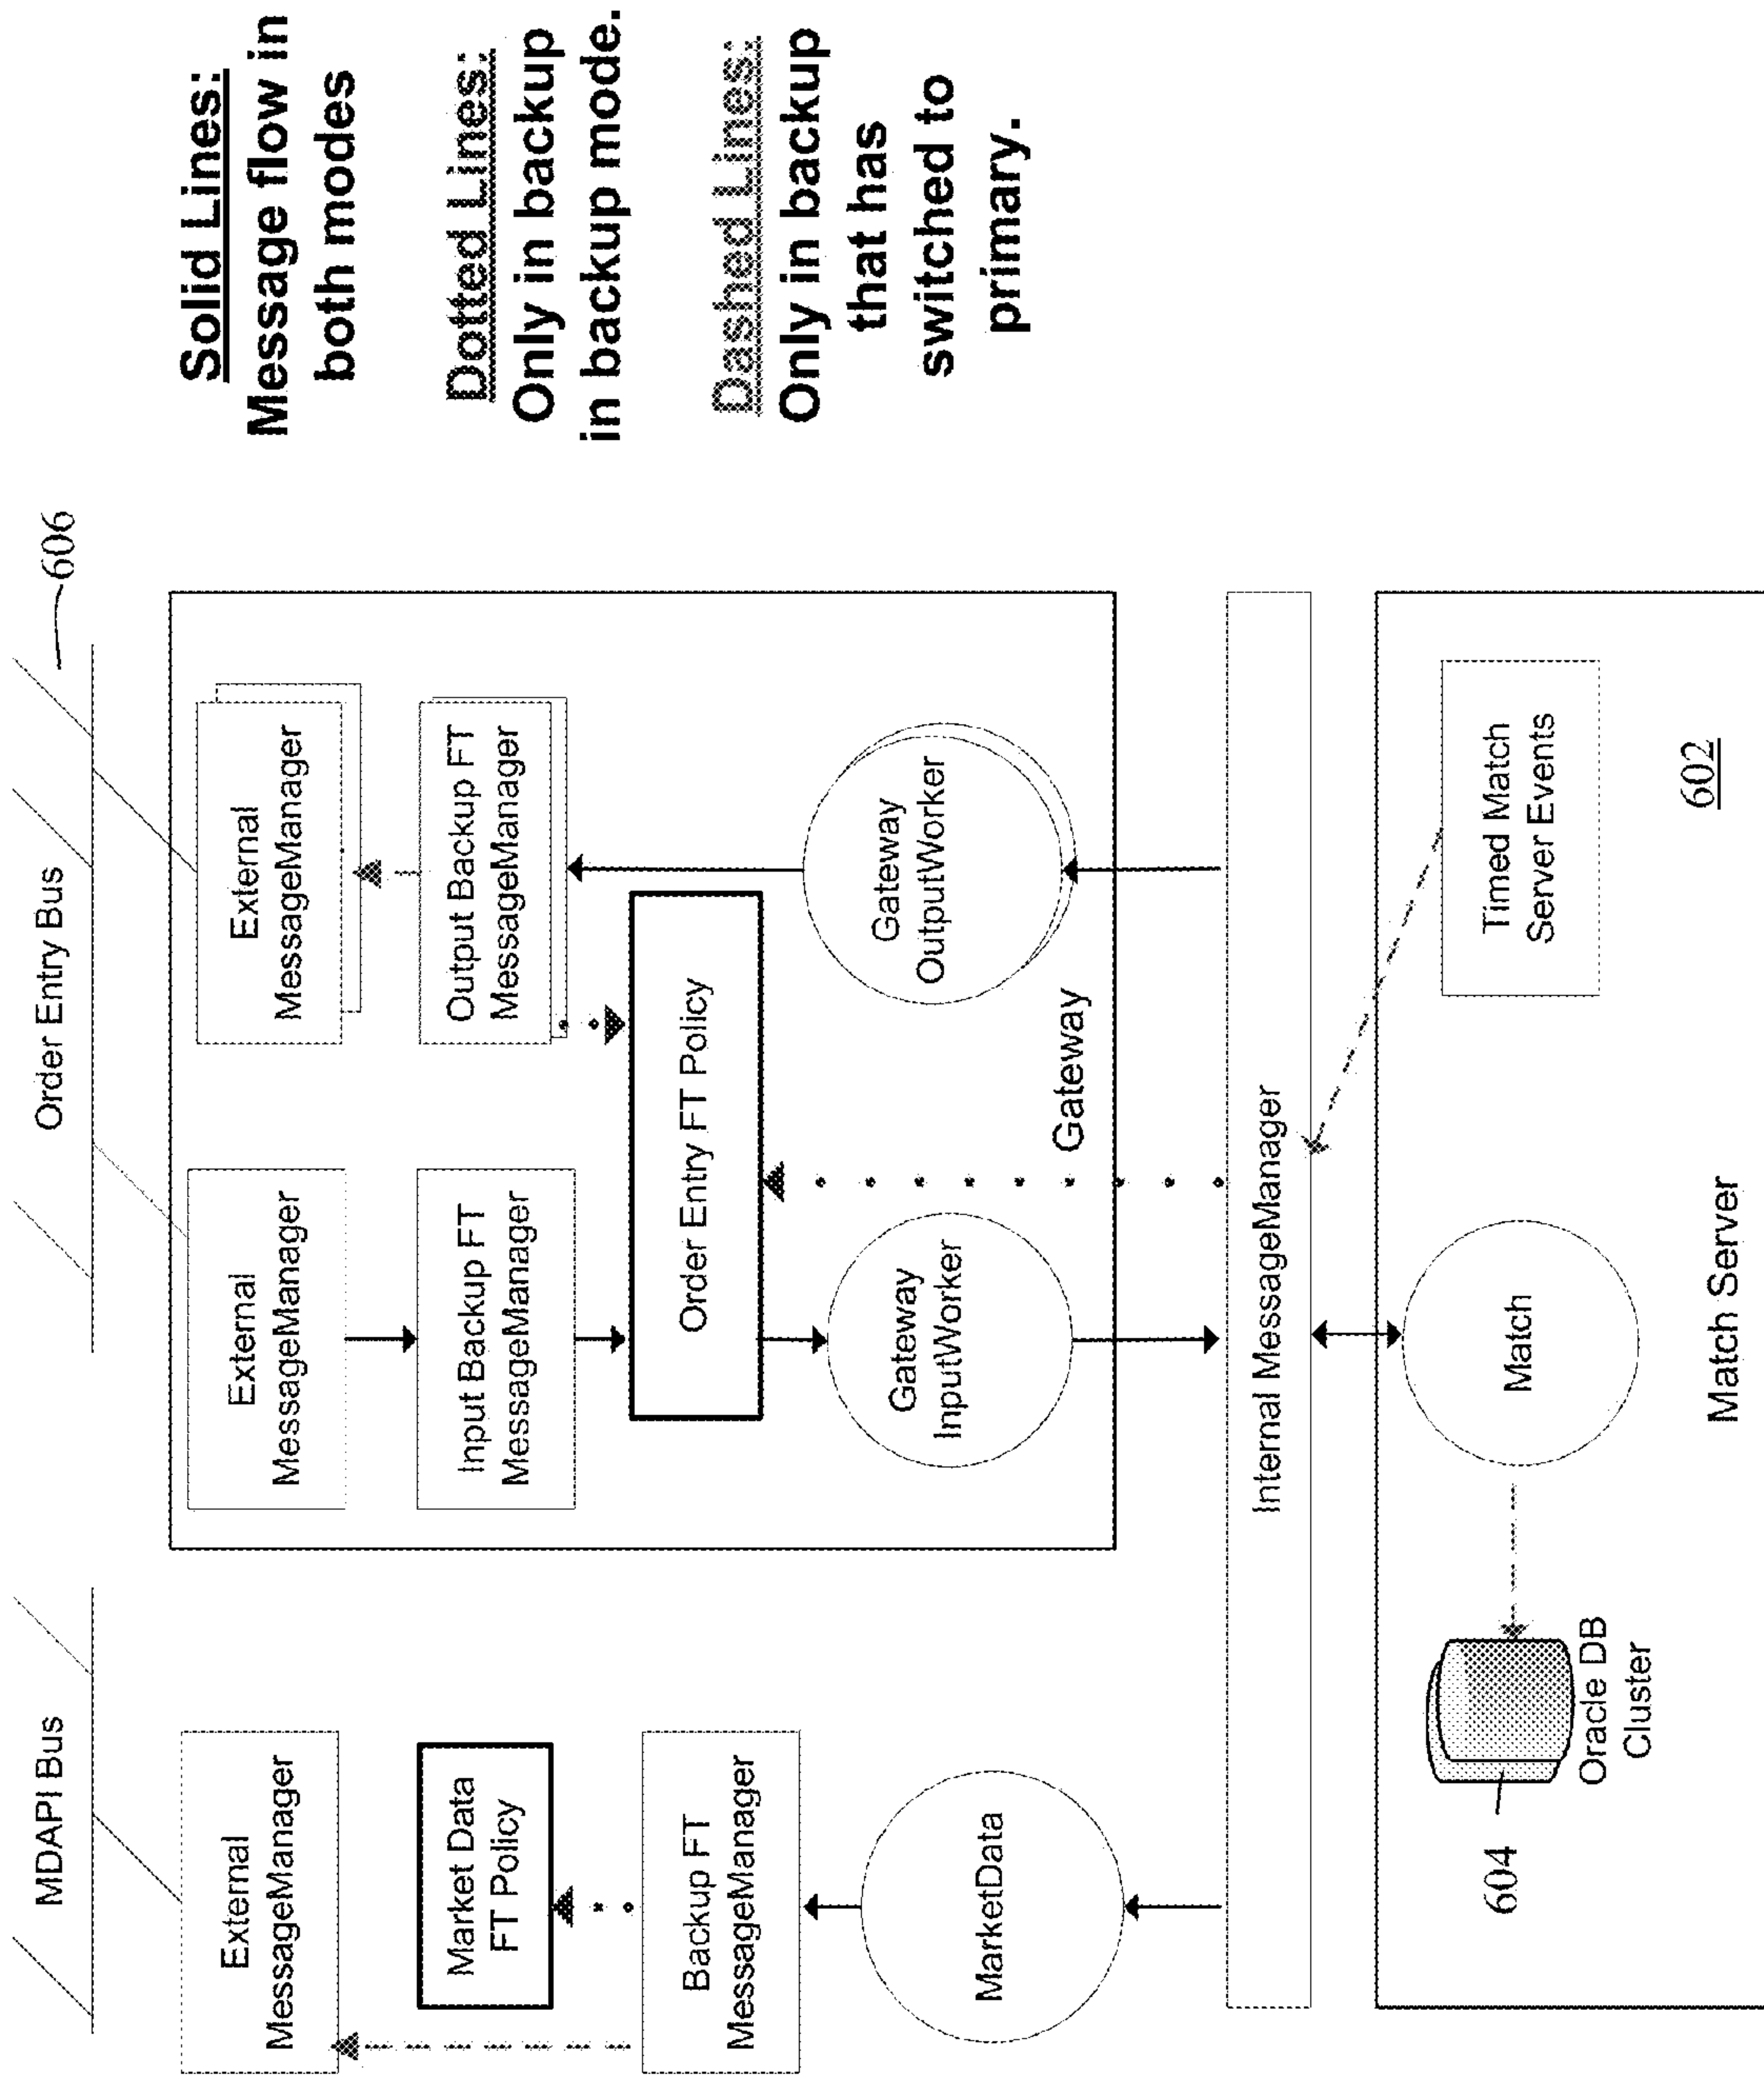 MDAPI Bus
Order Entry Bus
606
External
MessageManager
External
MessageManager
External
MessageManager
Market Data
FT Policy
Input Backup FT
MessageManager
Output Backup FT
MessageManager
Backup FT
MessageManager
Order Entry FT Policy
MarketData
Gateway
InputWorker
Gateway
OutputWorker
Gateway
Internal MessageManager
604
Oracle DB
Cluster
Match
Timed Match
Server Events
Match Server
602
Solid Lines:
Message flow in
both modes
Dotted Lines:
Only in backup
in backup mode.
Dashed Lines:
Only in backup
that has
switched to
primary.